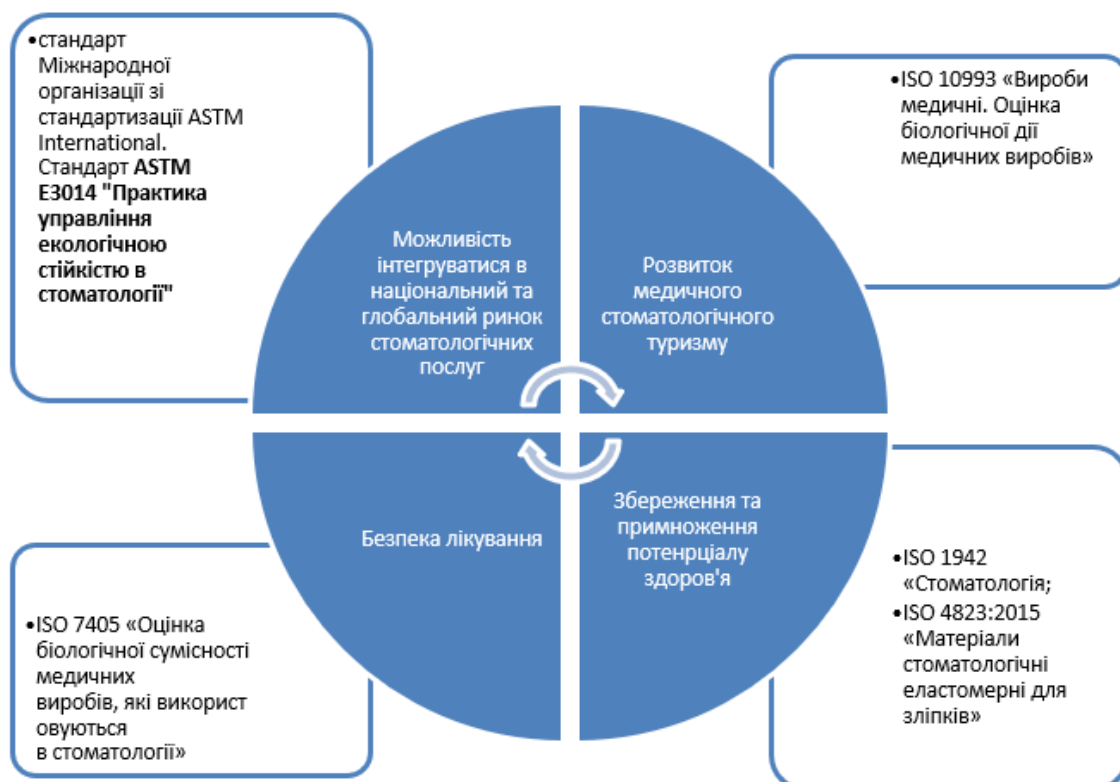 •стандарт
Міжнародної
організації зі
стандартизації ASTM
International.
Стандарт ASTM
E3014 "Практика
управління
екологічною
стійкістю в
стоматології"
•ISO 10993 «Вироби
медичні. Оцінка
біологічної дії
медичних виробів»
Можливість
інтегруватися в
національний та
глобальний ринок
стоматологічних
послуг
Розвиток
медичного
стоматологічного
туризму
Безпека лікування
Збереження та
примноження
потенрціалу
здоров'я
•ISO 7405 «Оцінка
біологічної сумісності
медичних
виробів, які використ
овуються
в стоматології»
•ISO 1942
«Стоматологія;
•ISO 4823:2015
«Матеріали
стоматологічні
еластомерні для
зліпків»